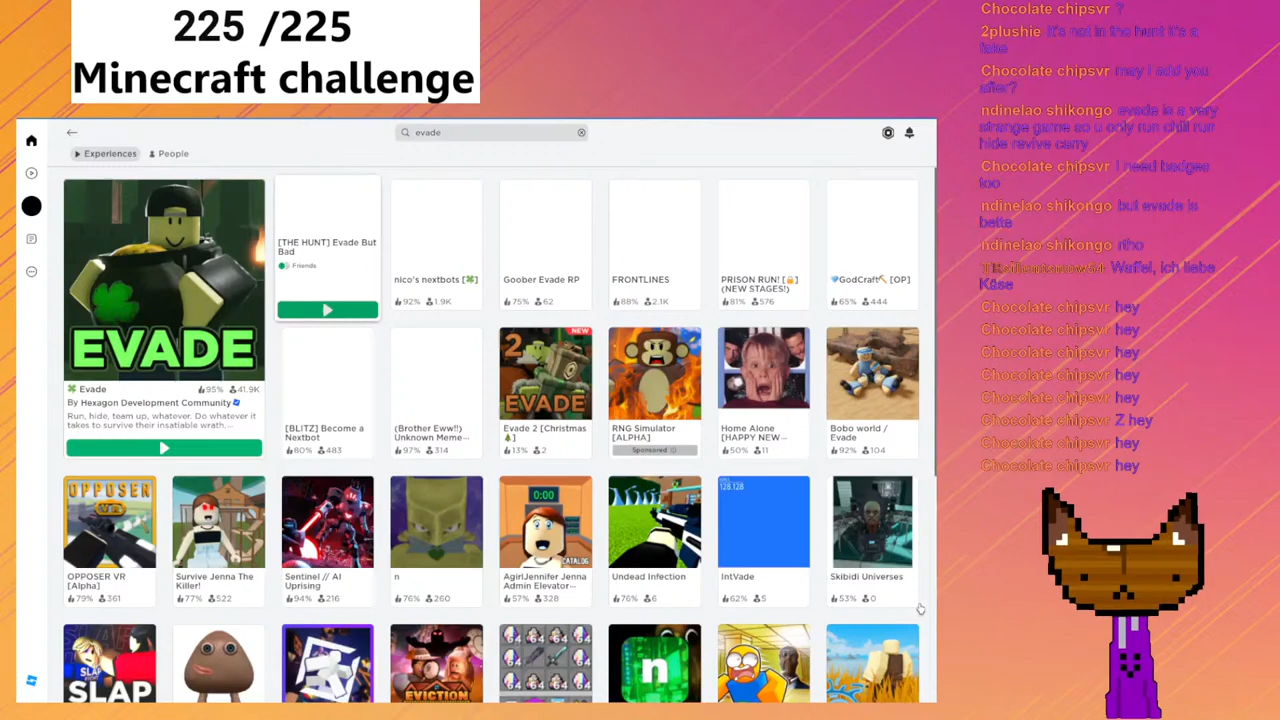 225 /225
Minecraft challenge
evade
Experiences
People
EVADE
Evade
95%
41.9K
By Hexagon Development Community
Run, hide, team up, whatever. Do whatever it
takes to survive their insatiable wrath,...
[THE HUNT] Evade But
Bad
Friends
nico's nextbots [🍀]
92%
1.9K
Goober Evade RP
75%
62
FRONTLINES
88%
2.1K
PRISON RUN! [🔒]
(NEW STAGES!)
81%
576
💎GodCraft⛏️ [OP]
65%
444
[BLITZ] Become a
Nextbot
80%
483
(Brother Eww!!)
Unknown Meme...
97%
314
NEW
2
EVADE
Evade 2 [Christmas
🎄]
13%
2
RNG Simulator
[ALPHA]
Sponsored
Home Alone
[HAPPY NEW...
50%
11
Bobo world /
Evade
92%
104
OPPOSER
VR
OPPOSER VR
[Alpha]
79%
361
Survive Jenna The
Killer!
77%
522
Sentinel // AI
Uprising
94%
216
n
76%
260
0:00
CATALOG
AgirlJennifer Jenna
Admin Elevator...
57%
328
Undead Infection
76%
6
128.128
IntVade
62%
5
Skibidi Universes
53%
0
SLAP
EVICTION
64 64 64 64
n
Chocolate chipsvr ?
2plushie it's not in the hunt it's a
fake
Chocolate chipsvr may I add you
after?
ndinelao shikongo evade is a very
strange game so u only run chill run
hide revive carry
Chocolate chipsvr I need badges
too
ndinelao shikongo but evade is
bette
ndinelao shikongo rtho
Waffel, ich liebe
Käse
Chocolate chipsvr hey
Chocolate chipsvr hey
Chocolate chipsvr hey
Chocolate chipsvr hey
Chocolate chipsvr hey
Chocolate chipsvr Z hey
Chocolate chipsvr hey
Chocolate chipsvr hey